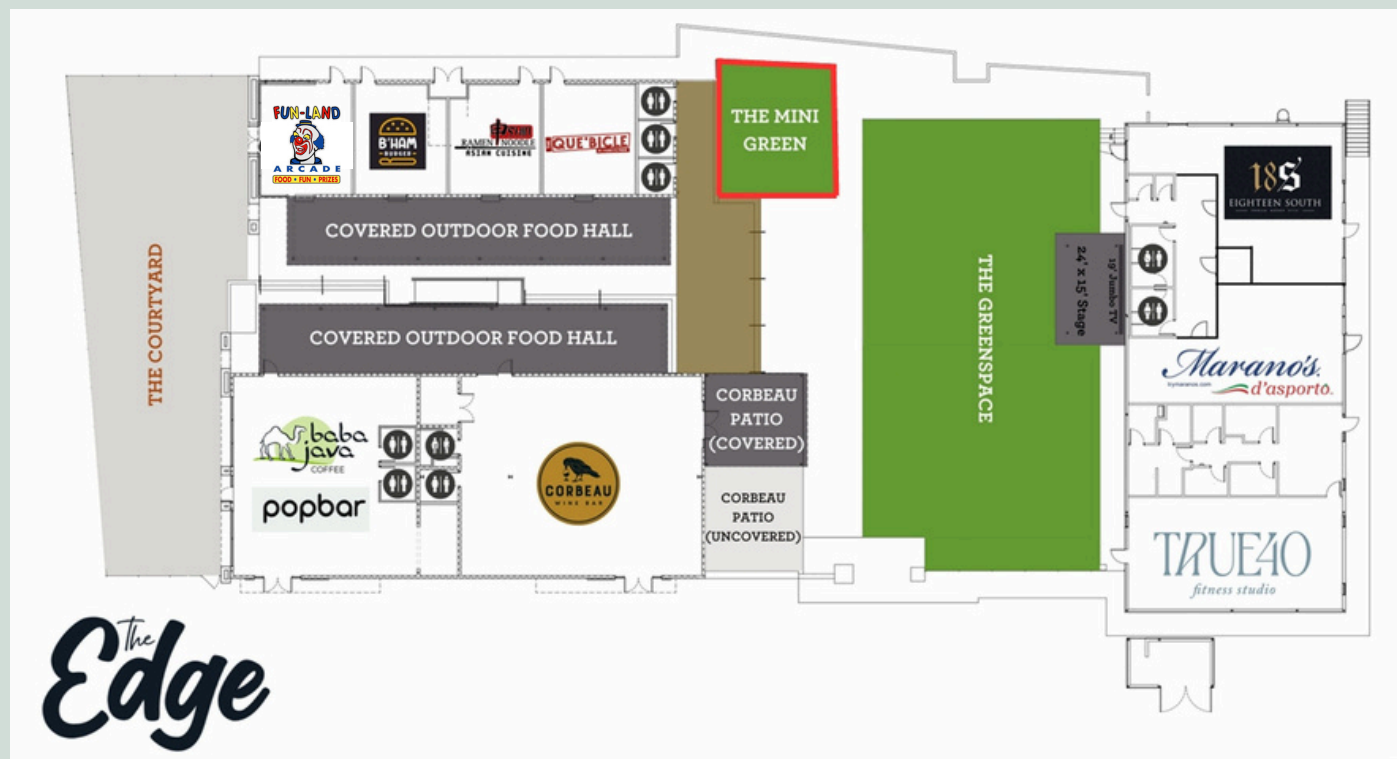 FUN-LAND
ARCADE
FOOD • FUN • PRIZES
B'HAM
BURGER
RAMEN NOODLE
ASIAN CUISINE
QUE'BICLE
THE MINI
GREEN
COVERED OUTDOOR FOOD HALL
COVERED OUTDOOR FOOD HALL
THE COURTYARD
THE GREENSPACE
19' Jumbo TV
24' x 15' Stage
18S
EIGHTEEN SOUTH
Marano's
trymaranos.com
d'asporto.
baba
java
COFFEE
popbar
CORBEAU
WINE BAR
CORBEAU
PATIO
(COVERED)
CORBEAU
PATIO
(UNCOVERED)
TRUE40
fitness studio
The
Edge